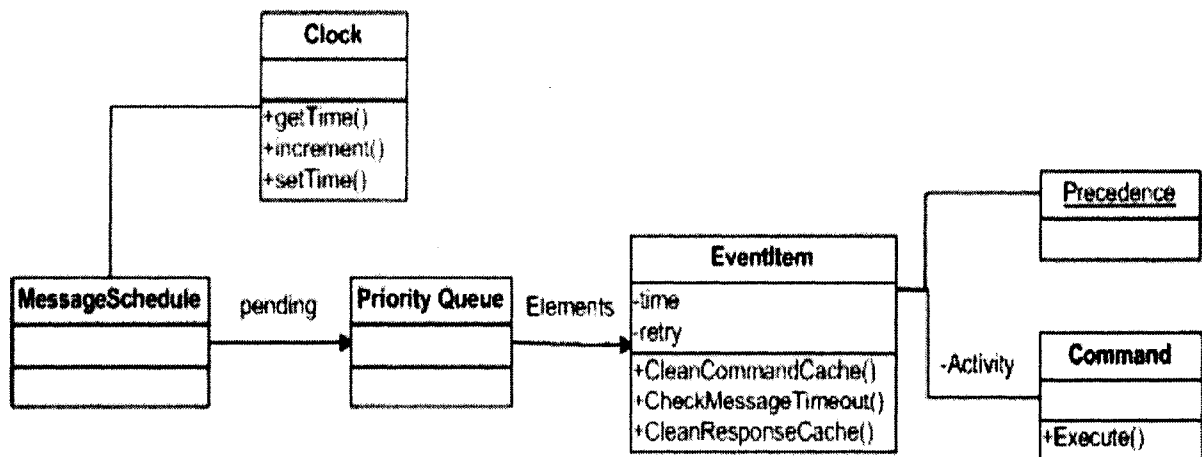 Clock
+getTime()
+increment()
+setTime()
Precedence
MessageSchedule
pending
Priority Queue
Elements
EventItem
-time
-retry
+CleanCommandCache()
+CheckMessageTimeout()
+CleanResponseCache()
-Activity
Command
+Execute()